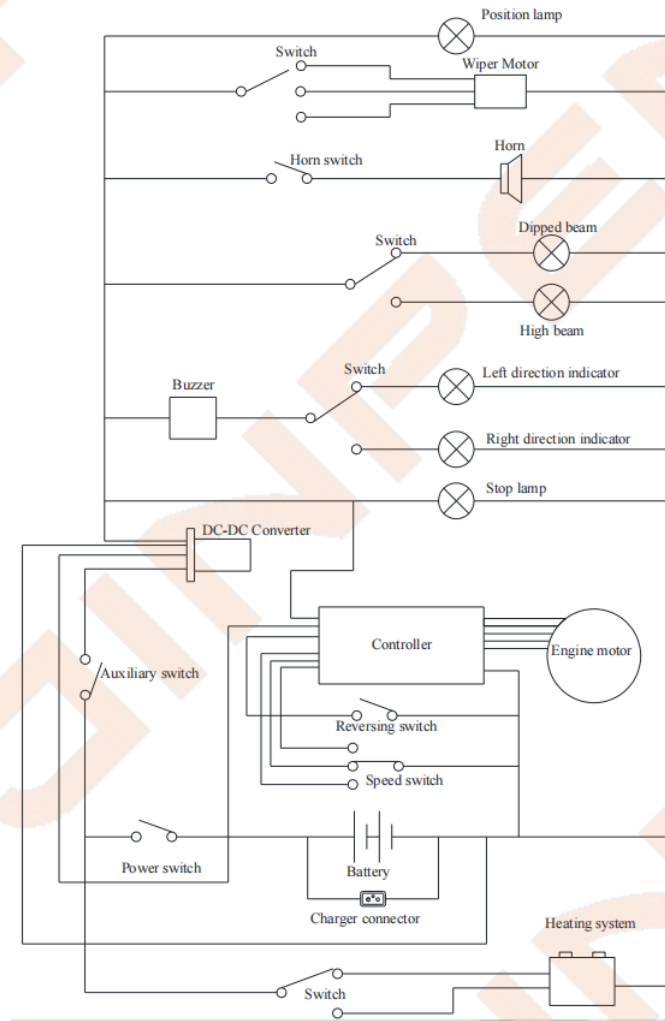 Position lamp
Switch
Wiper Motor
Horn
Horn switch
Dipped beam
Switch
High beam
Switch
Left direction indicator
Buzzer
Right direction indicator
Stop lamp
DC-DC Converter
Controller
Engine motor
Auxiliary switch
Reversing switch
Speed switch
Power switch
Battery
Charger connector
Heating system
Switch